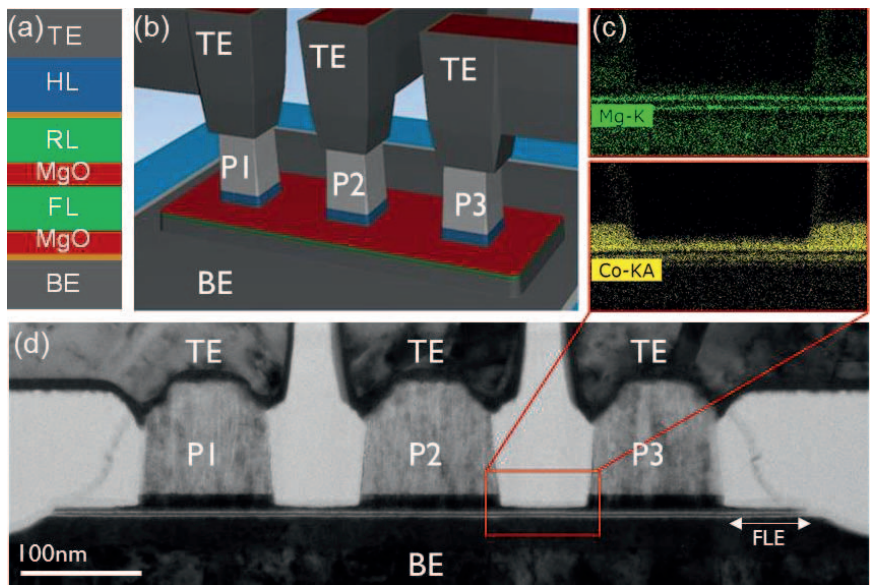 (a)
TE
HL
RL
MgO
FL
MgO
BE
(b)
TE
TE
TE
P1
P2
P3
BE
(c)
Mg-K
Co-KA
(d)
TE
TE
TE
P1
P2
P3
FLE
100nm
BE